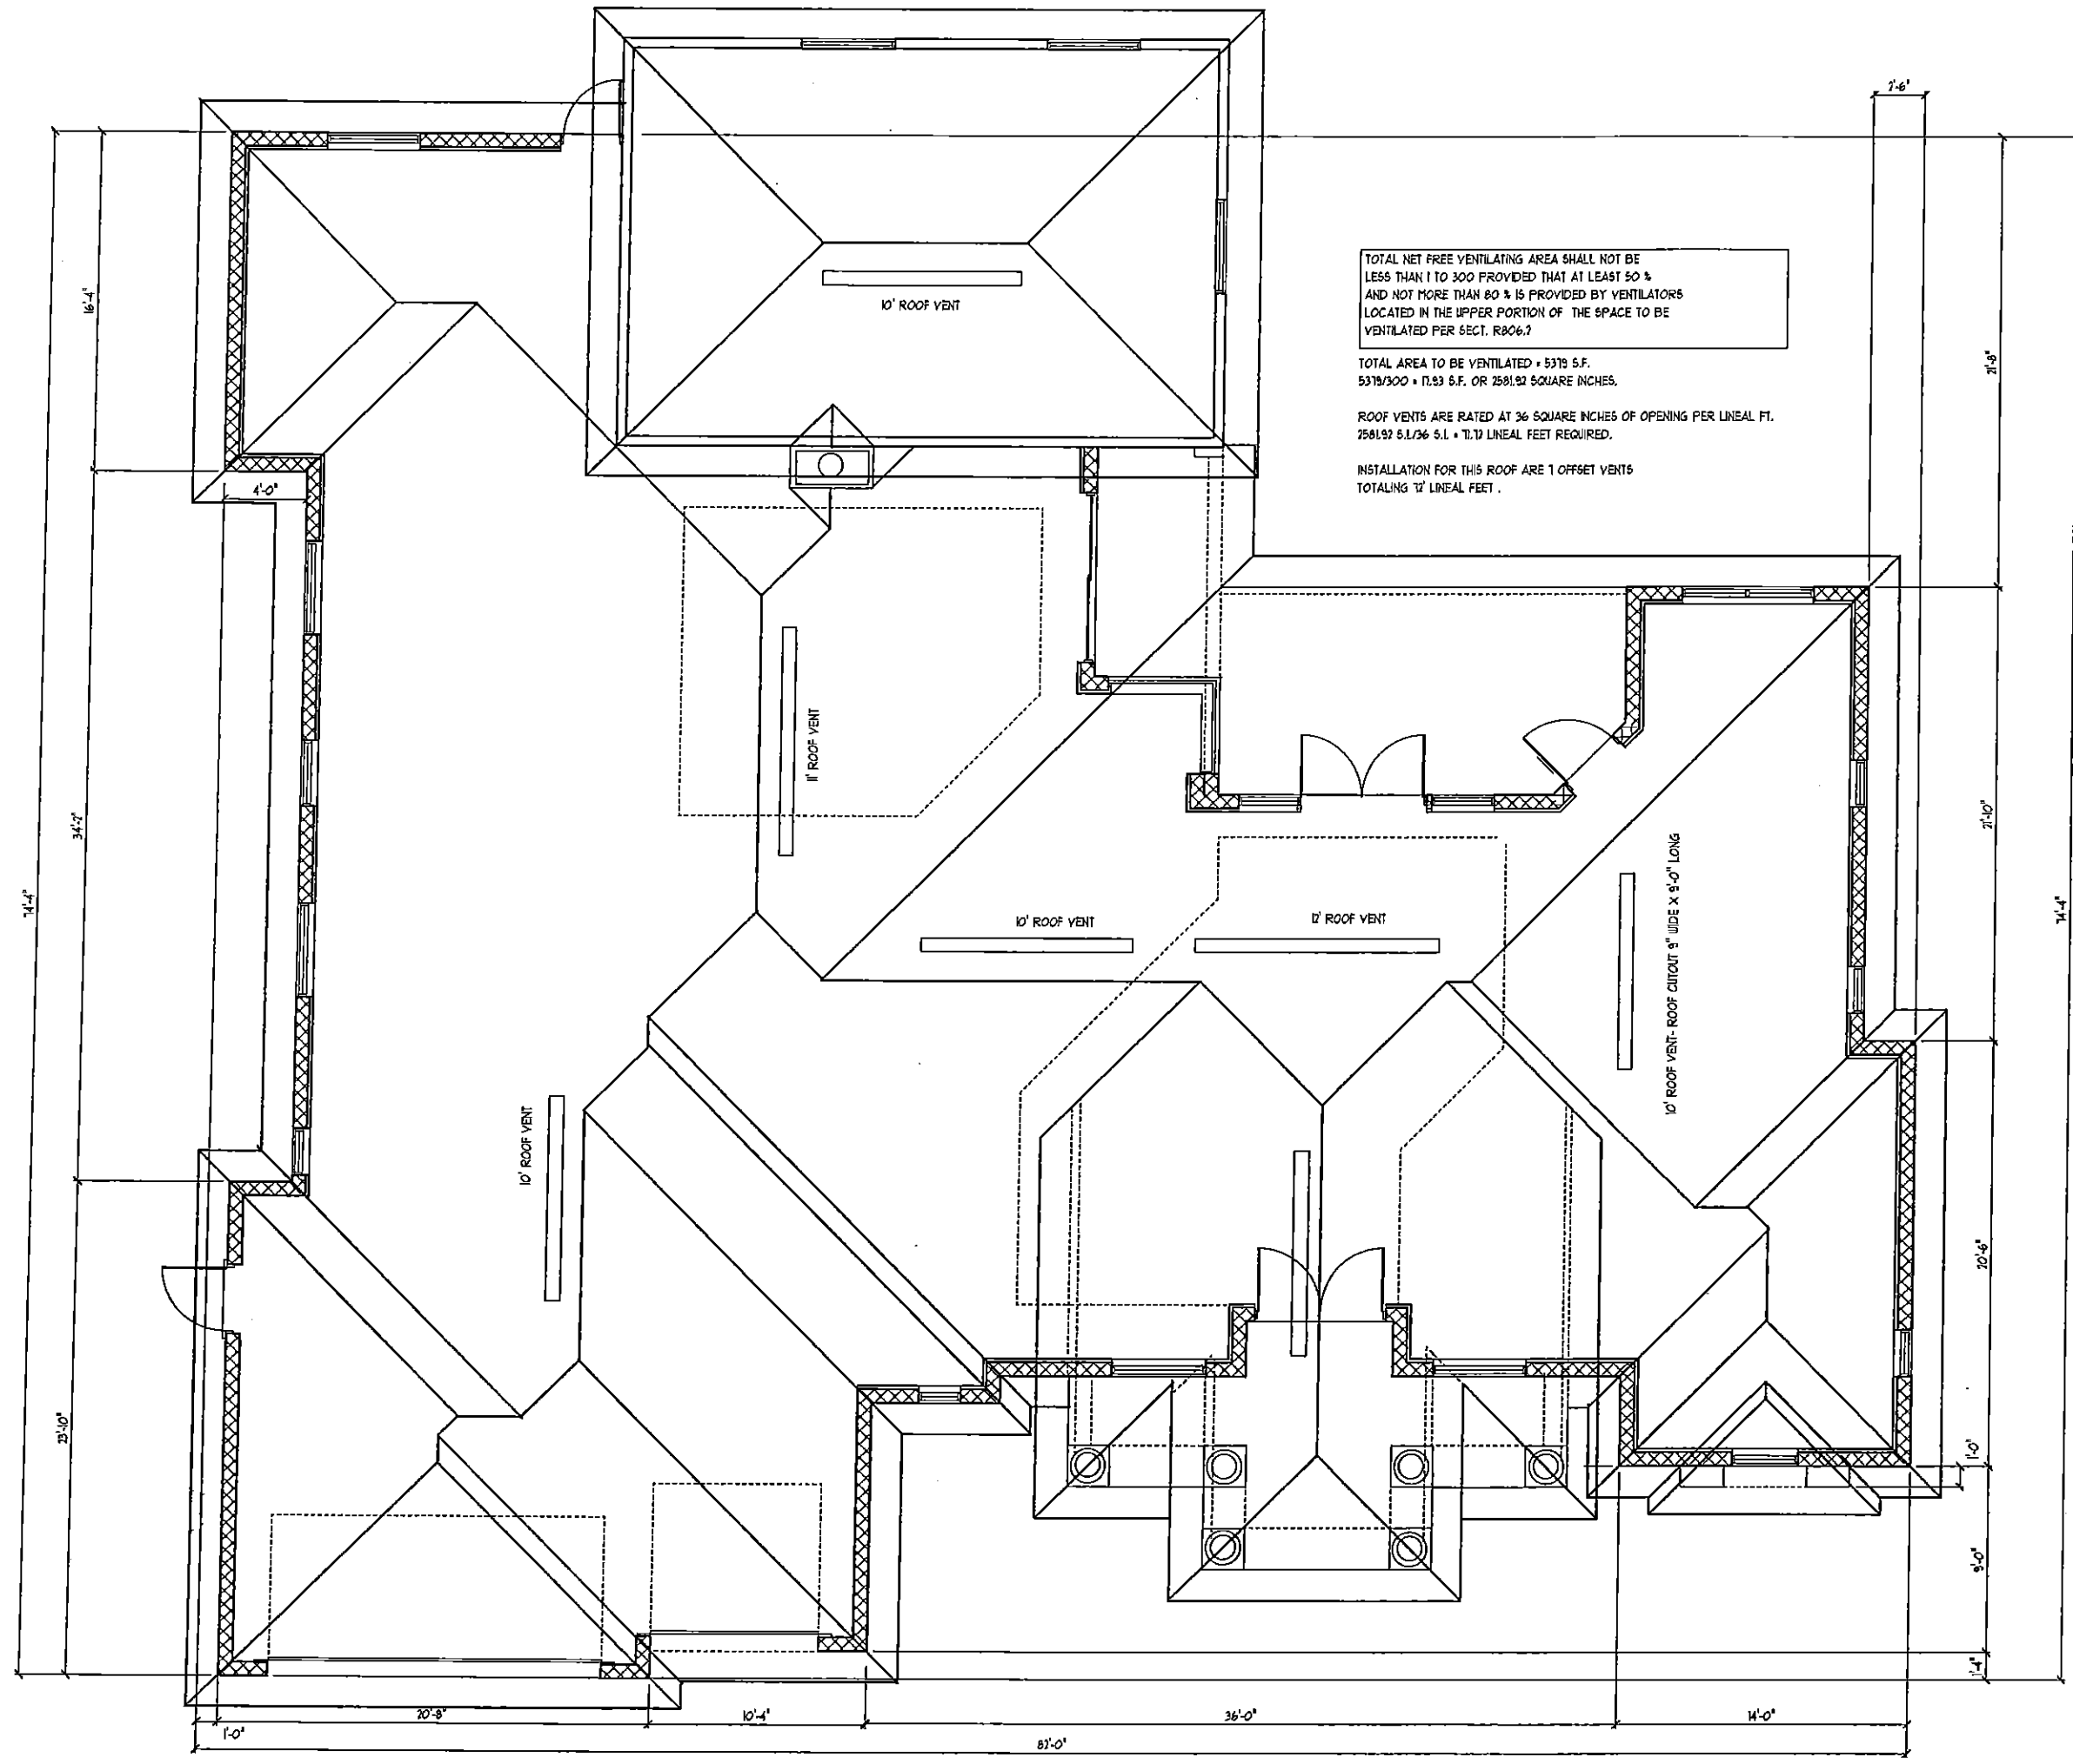 2'-6"
TOTAL NET FREE VENTILATING AREA SHALL NOT BE
LESS THAN 1 TO 300 PROVIDED THAT AT LEAST 50 %
AND NOT MORE THAN 80 % IS PROVIDED BY VENTILATORS
LOCATED IN THE UPPER PORTION OF THE SPACE TO BE
VENTILATED PER SECT. R806.2
TOTAL AREA TO BE VENTILATED = 5379 S.F.
5379/300 = 17.93 S.F. OR 2581.92 SQUARE INCHES.
ROOF VENTS ARE RATED AT 36 SQUARE INCHES OF OPENING PER LINEAL FT.
2581.92 S.I./36 S.I. = 71.72 LINEAL FEET REQUIRED.
INSTALLATION FOR THIS ROOF ARE 7 OFFSET VENTS
TOTALING 72' LINEAL FEET .
10' ROOF VENT
16'-4"
21'-8"
4'-0"
11' ROOF VENT
34'-2"
21'-10"
74'-4"
74'-4"
10' ROOF VENT
12' ROOF VENT
10' ROOF VENT- ROOF CUTOUT 9" WIDE X 9'-0" LONG
10' ROOF VENT
20'-6"
23'-10"
1'-0"
9'-0"
1'-4"
20'-8"
10'-4"
36'-0"
14'-0"
1'-0"
82'-0"